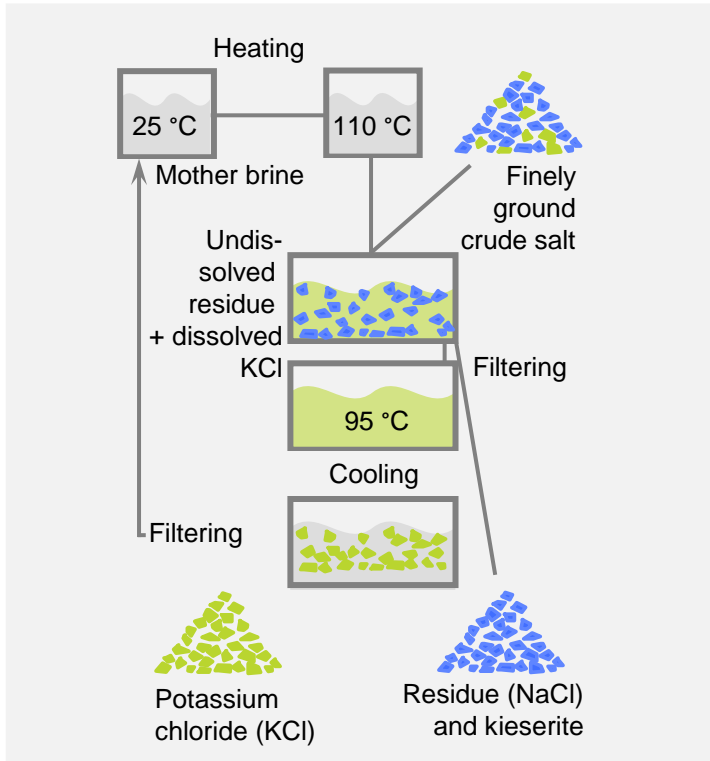 Heating
25 °C
110 °C
Mother brine
Finely
ground
crude salt
Undis-
solved
residue
+ dissolved
KCl
Filtering
95 °C
Cooling
Filtering
Potassium
chloride (KCl)
Residue (NaCl)
and kieserite